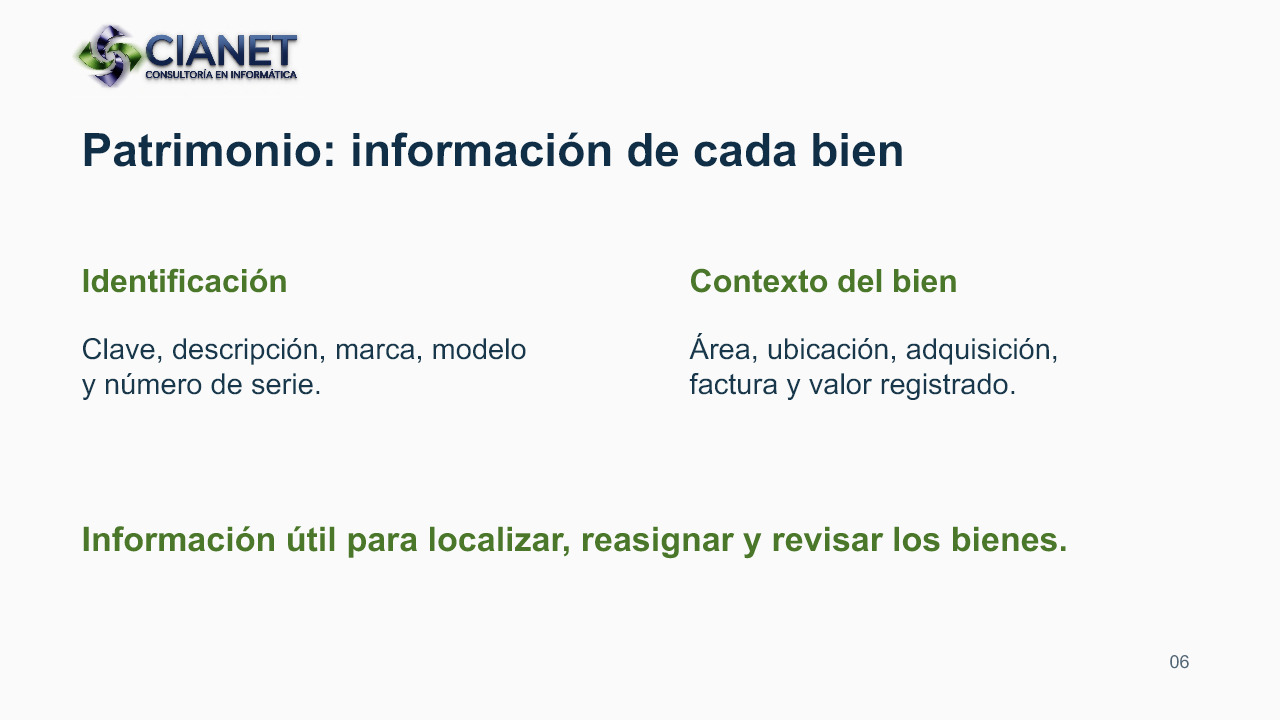 CIANET
CONSULTORÍA EN INFORMÁTICA
Patrimonio: información de cada bien
Identificación
Clave, descripción, marca, modelo
y número de serie.
Contexto del bien
Área, ubicación, adquisición,
factura y valor registrado.
Información útil para localizar, reasignar y revisar los bienes.
06